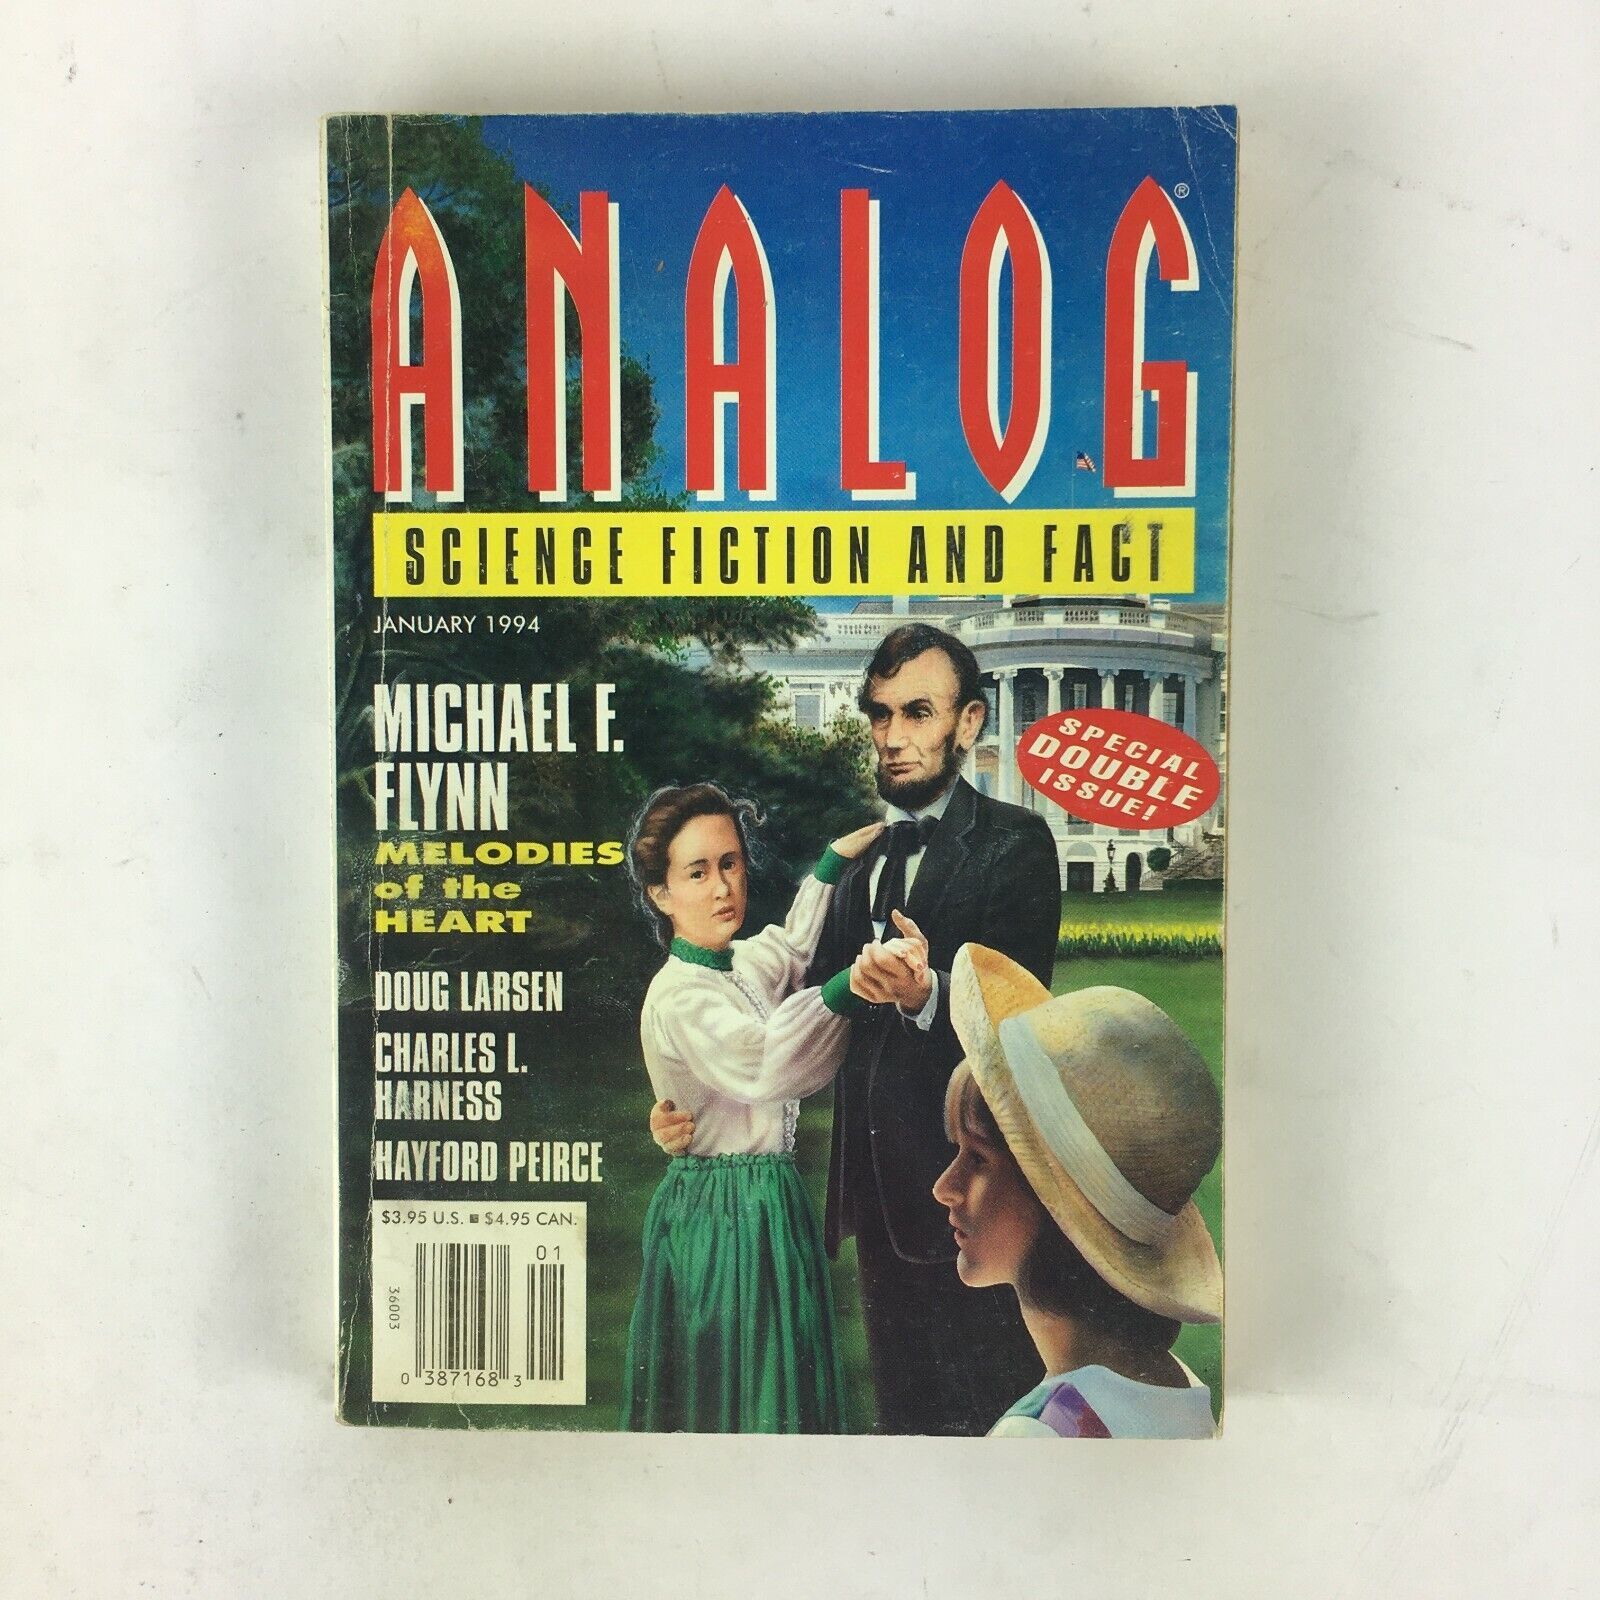 ANALOG®
SCIENCE FICTION AND FACT
JANUARY 1994
MICHAEL F.
FLYNN
MELODIES
of the
HEART
SPECIAL
DOUBLE
ISSUE!
DOUG LARSEN
CHARLES L.
HARNESS
HAYFORD PEIRCE
$3.95 U.S. ■ $4.95 CAN.
01
36003
0 387168 3